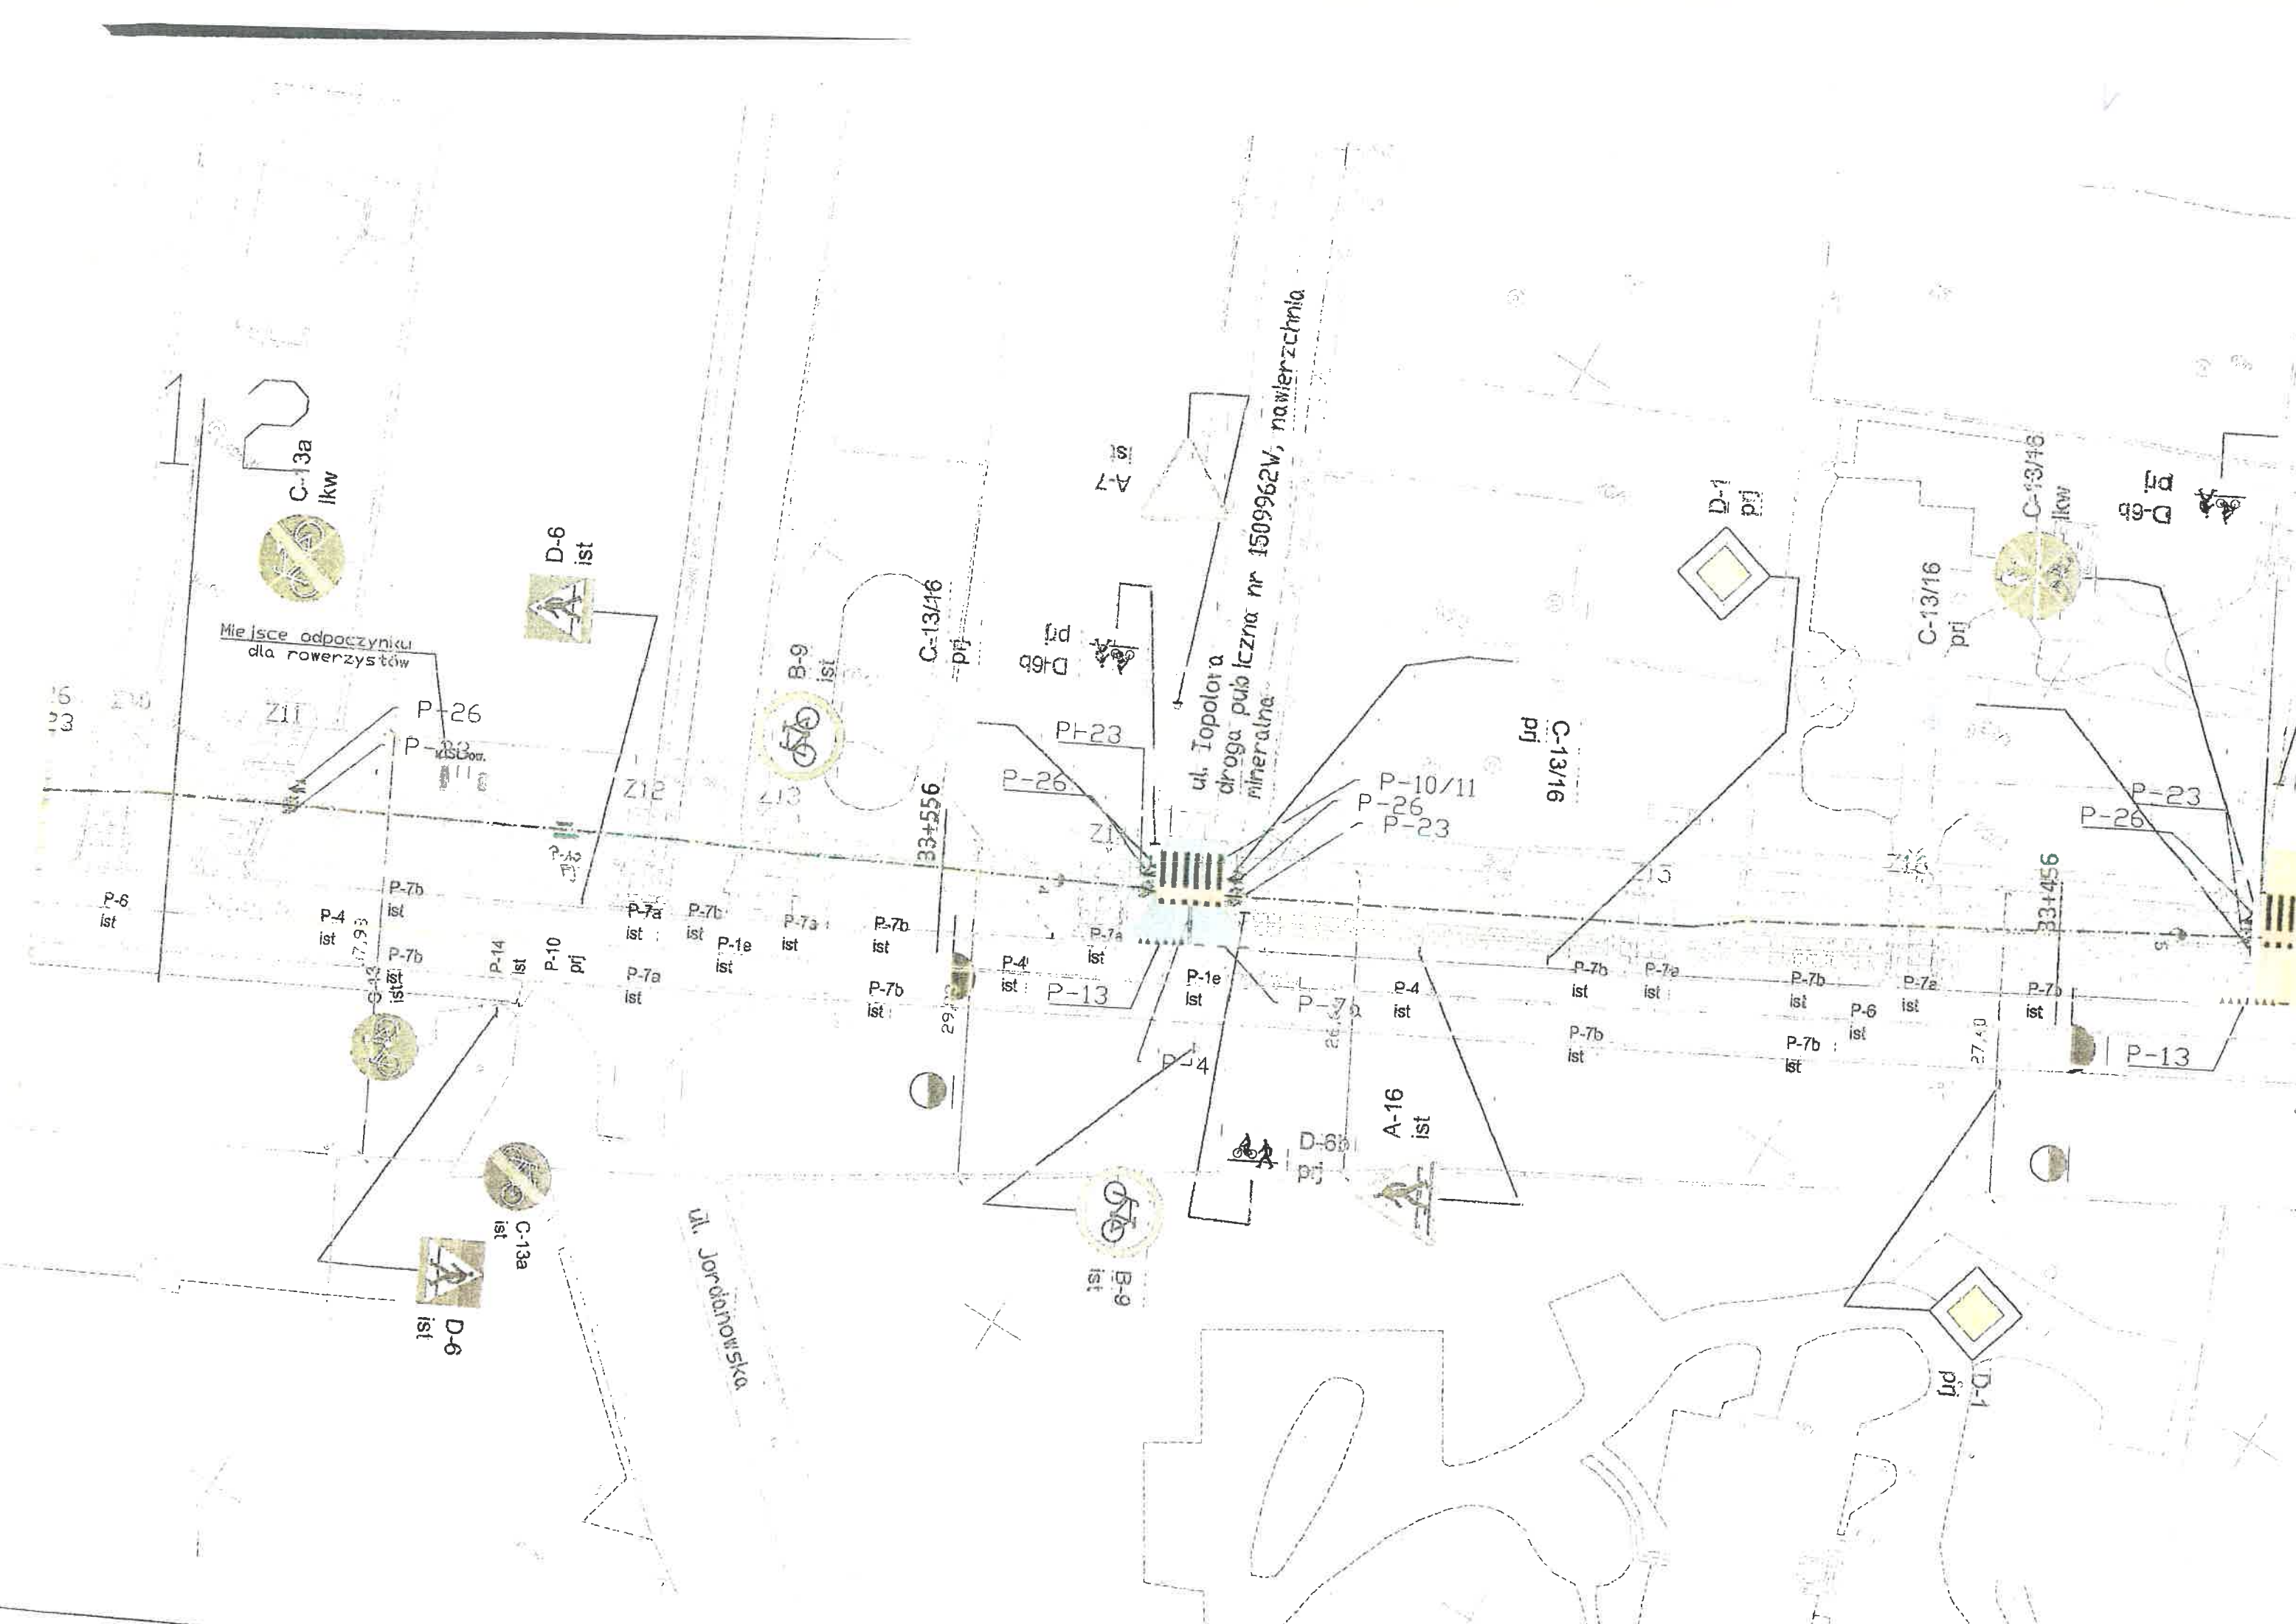 12
C-13a
lkw
D-6
ist
Miejsce odpoczynku
dla rowerzystów
B-9
ist
C-13/16
prj
D-6b
prj
A-7
ist
ul. Topolora
droga publiczna nr 1509962W, nawierzchnia
mineralna
C-13/16
prj
D-1
prj
C-13/16
prj
C-13/16
lkw
D-6b
prj.
Z11
P-26
Z12
Z13
33+556
P-23
P-26
P-10/11
P-26
P-23
P-23
P-26
33+456
P-6
ist
P-4
ist
P-7b
ist
P-7b
ist
P-14
ist
P-10
prj
P-7a
ist
P-7b
ist
P-1e
ist
P-7a
ist
P-7a
ist
P-7b
ist
P-7b
ist
P-4
ist
P-7a
ist
P-13
P-1e
ist
P-4
P-4
ist
P-7b
ist
P-7a
ist
P-7b
ist
P-7b
ist
P-7b
ist
P-6
ist
P-7a
ist
P-7b
ist
P-13
D-6b
prj
A-16
ist
B-9
ist
C-13a
ist
D-6
ist
ul. Jordanowska
D-1
prj